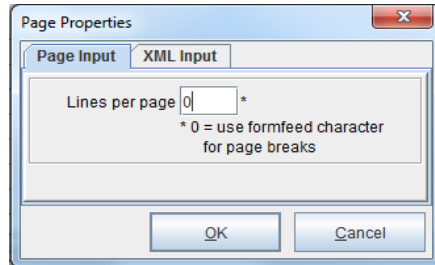 Page Properties
Page Input XML Input
Lines per page 0 *
* 0 = use formfeed character
for page breaks
OK Cancel